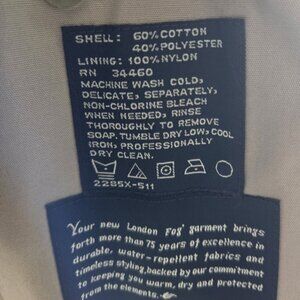 SHELL: 60% COTTON
40% POLYESTER
LINING: 100% NYLON
RN 34460
MACHINE WASH COLD,
DELICATE, SEPARATELY,
NON-CHLORINE BLEACH
WHEN NEEDED, RINSE
THOROUGHLY TO REMOVE
SOAP. TUMBLE DRY LOW, COOL
IRON, PROFESSIONALLY
DRY CLEAN.
2285X-511
Your new London Fog® garment brings
forth more than 75 years of excellence in
durable, water-repellent fabrics and
timeless styling, backed by our commitment
to keeping you warm, dry and protected
from the elements.